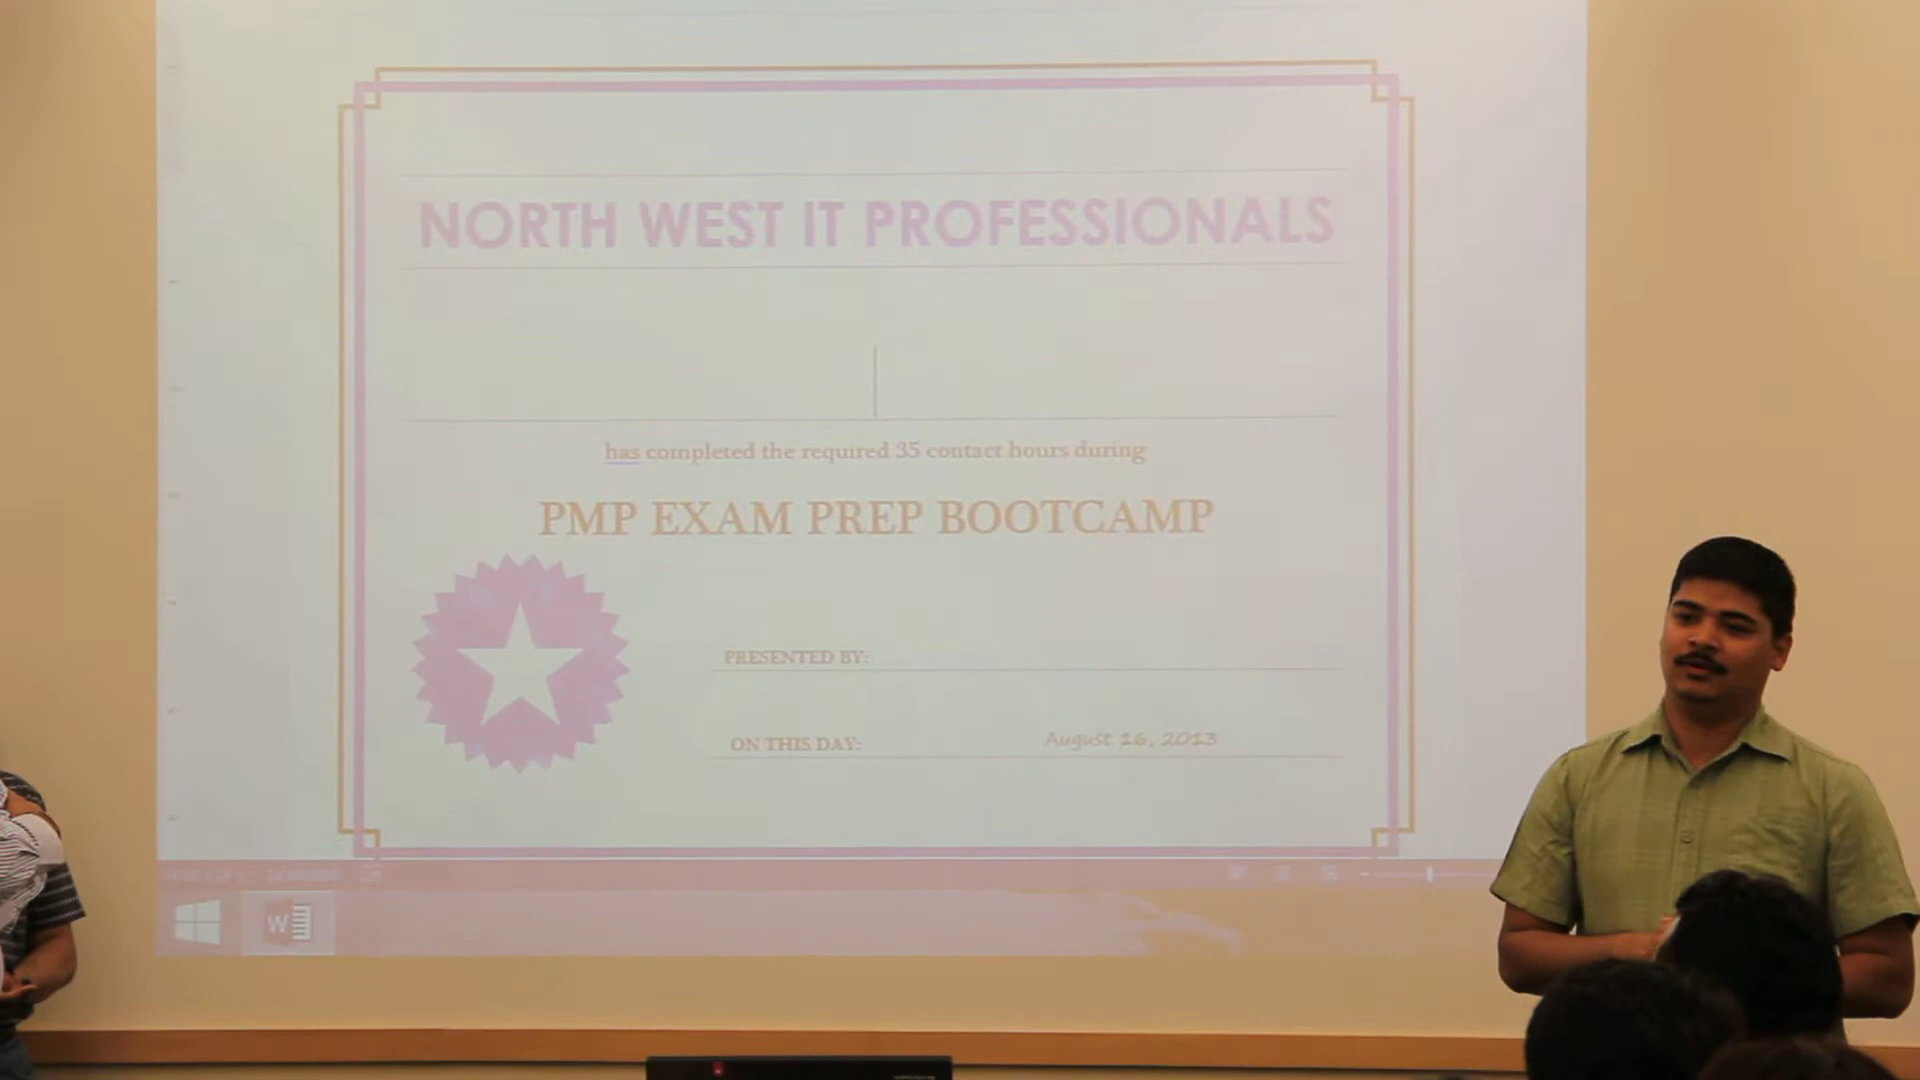 NORTH WEST IT PROFESSIONALS
has completed the required 35 contact hours during
PMP EXAM PREP BOOTCAMP
PRESENTED BY:
ON THIS DAY: August 16, 2013
W